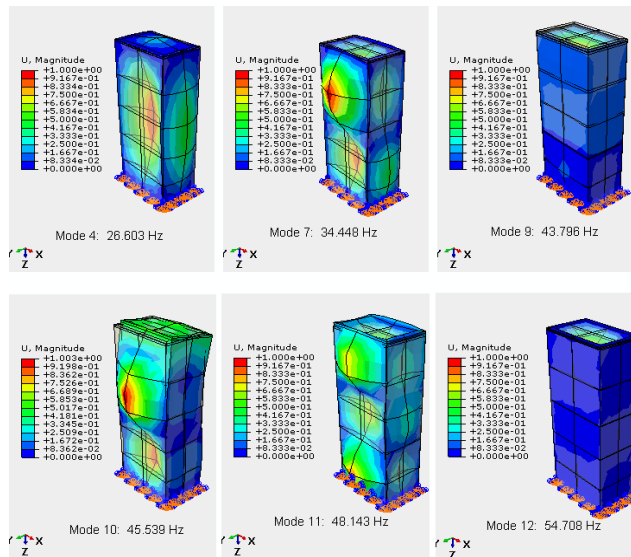 U, Magnitude
+1.000e+00
+9.167e-01
+8.334e-01
+7.500e-01
+6.667e-01
+5.834e-01
+5.000e-01
+4.167e-01
+3.333e-01
+2.500e-01
+1.667e-01
+8.334e-02
+0.000e+00
Mode 4: 26.603 Hz
Y X
Z
U, Magnitude
+1.000e+00
+9.167e-01
+8.333e-01
+7.500e-01
+6.667e-01
+5.833e-01
+5.000e-01
+4.167e-01
+3.333e-01
+2.500e-01
+1.667e-01
+8.333e-02
+0.000e+00
Mode 7: 34.448 Hz
Y X
Z
U, Magnitude
+1.000e+00
+9.167e-01
+8.333e-01
+7.500e-01
+6.667e-01
+5.833e-01
+5.000e-01
+4.167e-01
+3.333e-01
+2.500e-01
+1.667e-01
+8.333e-02
+0.000e+00
Mode 9: 43.796 Hz
X
Z
U, Magnitude
+1.003e+00
+9.198e-01
+8.362e-01
+7.526e-01
+6.689e-01
+5.853e-01
+5.017e-01
+4.181e-01
+3.345e-01
+2.509e-01
+1.672e-01
+8.362e-02
+0.000e+00
Mode 10: 45.539 Hz
Y X
Z
U, Magnitude
+1.000e+00
+9.167e-01
+8.333e-01
+7.500e-01
+6.667e-01
+5.833e-01
+5.000e-01
+4.167e-01
+3.333e-01
+2.500e-01
+1.667e-01
+8.333e-02
+0.000e+00
Mode 11: 48.143 Hz
Y X
Z
U, Magnitude
+1.000e+00
+9.167e-01
+8.333e-01
+7.500e-01
+6.667e-01
+5.833e-01
+5.000e-01
+4.167e-01
+3.333e-01
+2.500e-01
+1.667e-01
+8.333e-02
+0.000e+00
Mode 12: 54.708 Hz
X
Z